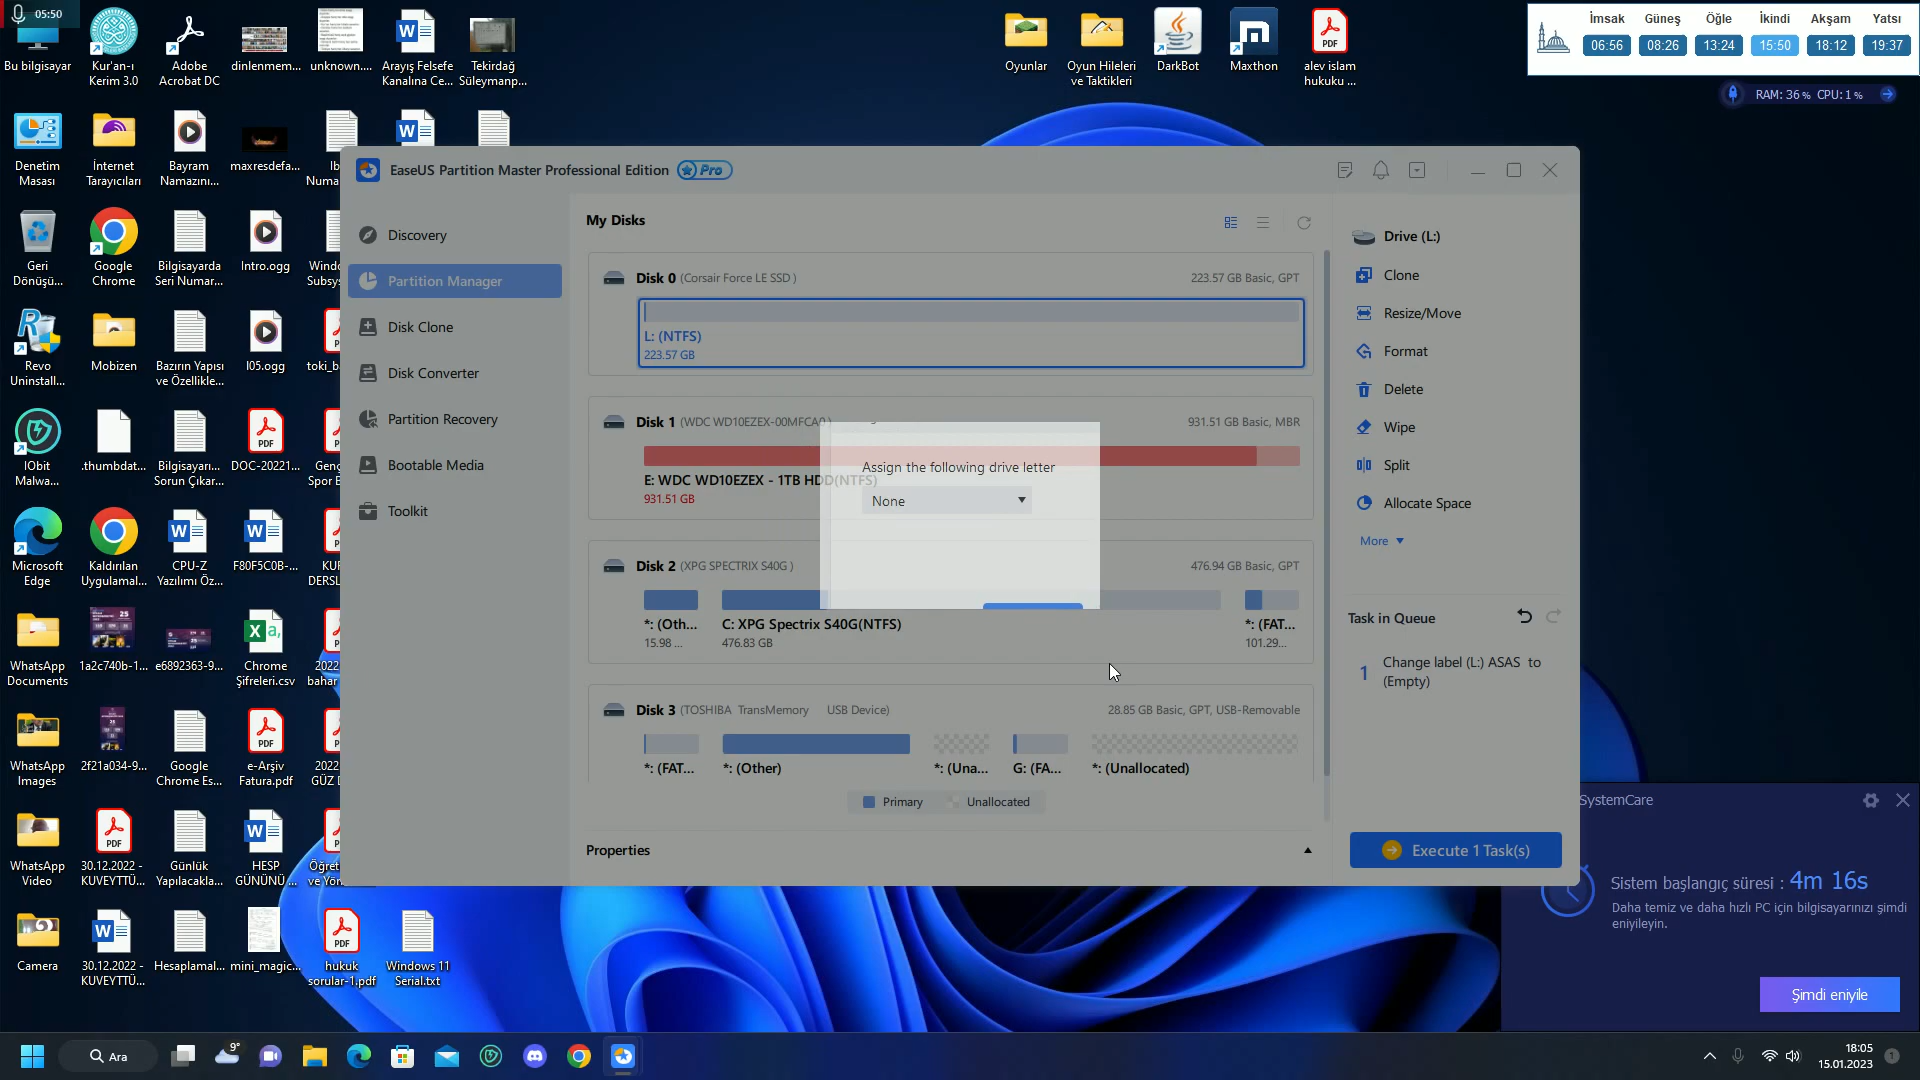 05:50
Bu bilgisayar
Kur'an-ı
Kerim 3.0
Adobe
Acrobat DC
dinlenmem...
unknown....
Arayış Felsefe
Kanalına Ce...
Tekirdağ
Süleymanp...
Oyunlar
Oyun Hileleri
ve Taktikleri
DarkBot
Maxthon
alev islam
hukuku ...
İmsak
Güneş
Öğle
İkindi
Akşam
Yatsı
06:56
08:26
13:24
15:50
18:12
19:37
RAM: 36 % CPU: 1 %
Denetim
Masası
İnternet
Tarayıcıları
Bayram
Namazını...
maxresdefa...
Geri
Dönüşü...
Google
Chrome
Bilgisayarda
Seri Numar...
Intro.ogg
Revo
Uninstall...
Mobizen
Bazırın Yapısı
ve Özellikle...
I05.ogg
IObit
Malwa...
.thumbdat...
Bilgisayarı...
Sorun Çıkar...
DOC-20221...
Microsoft
Edge
Kaldırılan
Uygulamal...
CPU-Z
Yazılımı Öz...
F80F5C0B-...
WhatsApp
Documents
1a2c740b-1...
e6892363-9...
Chrome
Şifreleri.csv
WhatsApp
Images
2f21a034-9...
Google
Chrome Es...
e-Arşiv
Fatura.pdf
WhatsApp
Video
30.12.2022 -
KUVEYTTÜ...
Günlük
Yapılacakla...
HESP
GÜNÜNÜ ...
Camera
30.12.2022 -
KUVEYTTÜ...
Hesaplamal...
mini_magic...
hukuk
sorular-1.pdf
Windows 11
Serial.txt
EaseUS Partition Master Professional Edition
Pro
Discovery
Partition Manager
Disk Clone
Disk Converter
Partition Recovery
Bootable Media
Toolkit
My Disks
Disk 0 (Corsair Force LE SSD )
223.57 GB Basic, GPT
L: (NTFS)
223.57 GB
Disk 1 (WDC WD10EZEX-00MFCA0 )
931.51 GB Basic, MBR
E: WDC WD10EZEX - 1TB HDD(NTFS)
931.51 GB
Assign the following drive letter
None
Disk 2 (XPG SPECTRIX S40G )
476.94 GB Basic, GPT
*: (Oth...
15.98 ...
C: XPG Spectrix S40G(NTFS)
476.83 GB
*: (FAT...
101.29...
Disk 3 (TOSHIBA TransMemory USB Device)
28.85 GB Basic, GPT, USB-Removable
*: (FAT...
*: (Other)
*: (Una...
G: (FA...
*: (Unallocated)
Primary
Unallocated
Properties
Drive (L:)
Clone
Resize/Move
Format
Delete
Wipe
Split
Allocate Space
More
Task in Queue
1
Change label (L:) ASAS to
(Empty)
Execute 1 Task(s)
SystemCare
Sistem başlangıç süresi : 4m 16s
Daha temiz ve daha hızlı PC için bilgisayarınızı şimdi
eniyileyin.
Şimdi eniyile
9°
Ara
18:05
15.01.2023
1